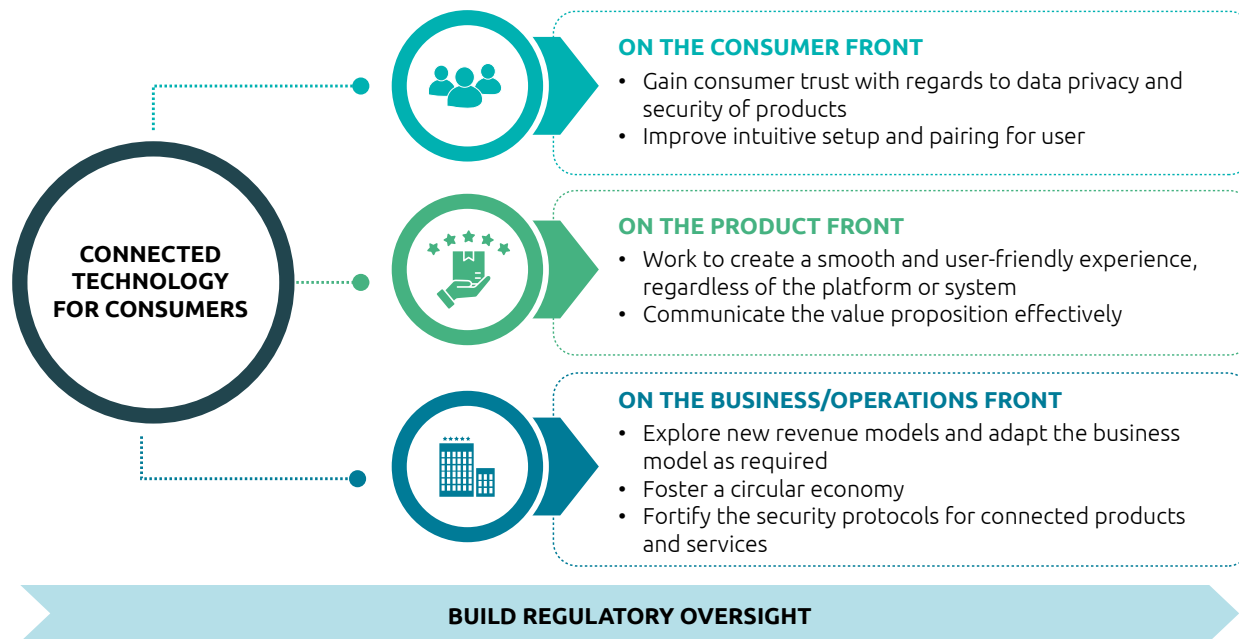 CONNECTED
TECHNOLOGY
FOR CONSUMERS
ON THE CONSUMER FRONT
• Gain consumer trust with regards to data privacy and
security of products
• Improve intuitive setup and pairing for user
ON THE PRODUCT FRONT
• Work to create a smooth and user-friendly experience,
regardless of the platform or system
• Communicate the value proposition effectively
ON THE BUSINESS/OPERATIONS FRONT
• Explore new revenue models and adapt the business
model as required
• Foster a circular economy
• Fortify the security protocols for connected products
and services
BUILD REGULATORY OVERSIGHT